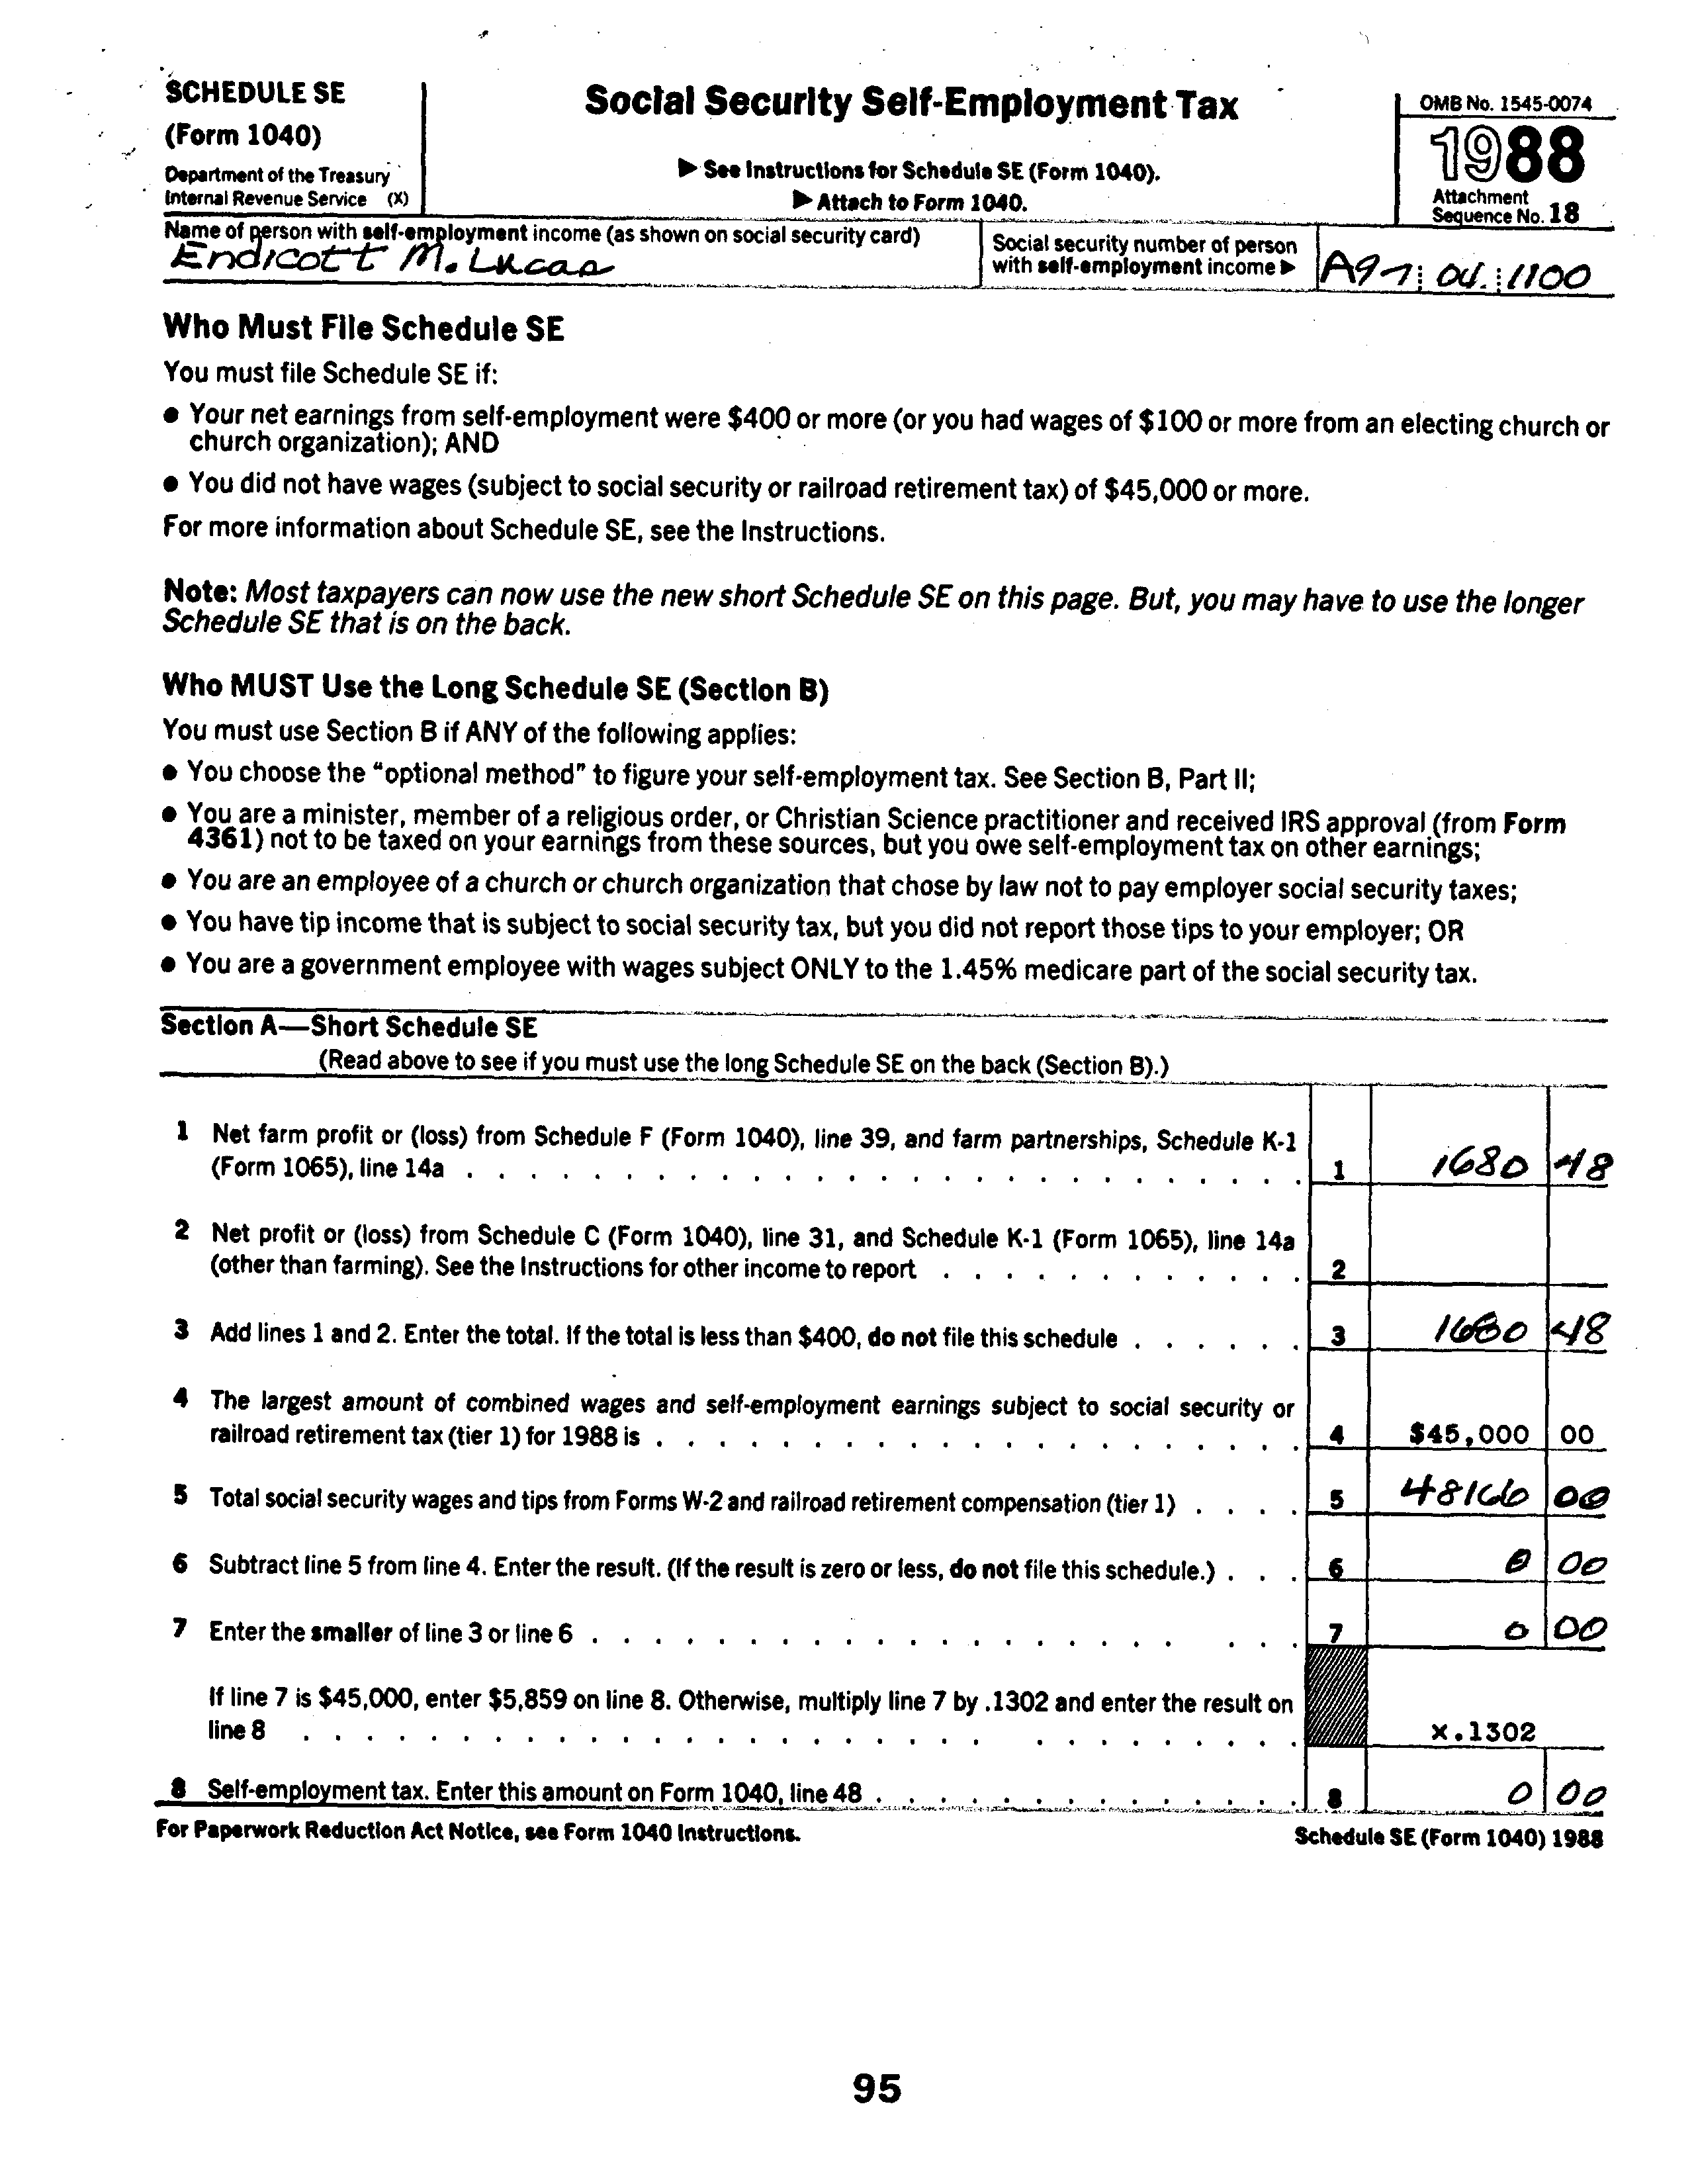 SCHEDULE SE
(Form 1040)
Department of the Treasury
Internal Revenue Service (X)
Social Security Self-Employment Tax
▶ See Instructions for Schedule SE (Form 1040).
▶ Attach to Form 1040.
OMB No. 1545-0074
1988
Attachment
Sequence No. 18
Name of person with self-employment income (as shown on social security card)
Endicott M. Lucas
Social security number of person
with self-employment income ▶
A97 04 1100
Who Must File Schedule SE
You must file Schedule SE if:
● Your net earnings from self-employment were $400 or more (or you had wages of $100 or more from an electing church or
church organization); AND
● You did not have wages (subject to social security or railroad retirement tax) of $45,000 or more.
For more information about Schedule SE, see the Instructions.
Note: Most taxpayers can now use the new short Schedule SE on this page. But, you may have to use the longer
Schedule SE that is on the back.
Who MUST Use the Long Schedule SE (Section B)
You must use Section B if ANY of the following applies:
● You choose the "optional method" to figure your self-employment tax. See Section B, Part II;
● You are a minister, member of a religious order, or Christian Science practitioner and received IRS approval (from Form
4361) not to be taxed on your earnings from these sources, but you owe self-employment tax on other earnings;
● You are an employee of a church or church organization that chose by law not to pay employer social security taxes;
● You have tip income that is subject to social security tax, but you did not report those tips to your employer; OR
● You are a government employee with wages subject ONLY to the 1.45% medicare part of the social security tax.
Section A—Short Schedule SE
(Read above to see if you must use the long Schedule SE on the back (Section B).)
1 Net farm profit or (loss) from Schedule F (Form 1040), line 39, and farm partnerships, Schedule K-1
(Form 1065), line 14a . . . . . . . . . . . . . . . . . . . . . . . . . . . 1 1680 48
2 Net profit or (loss) from Schedule C (Form 1040), line 31, and Schedule K-1 (Form 1065), line 14a
(other than farming). See the Instructions for other income to report . . . . . . . . . . . . 2
3 Add lines 1 and 2. Enter the total. If the total is less than $400, do not file this schedule . . . . . . 3 1680 48
4 The largest amount of combined wages and self-employment earnings subject to social security or
railroad retirement tax (tier 1) for 1988 is . . . . . . . . . . . . . . . . . . . . . 4 $45,000 00
5 Total social security wages and tips from Forms W-2 and railroad retirement compensation (tier 1) . . . . 5 48166 00
6 Subtract line 5 from line 4. Enter the result. (If the result is zero or less, do not file this schedule.) . . . 6 0 00
7 Enter the smaller of line 3 or line 6 . . . . . . . . . . . . . . . . . . . . . . 7 0 00
If line 7 is $45,000, enter $5,859 on line 8. Otherwise, multiply line 7 by .1302 and enter the result on
line 8 . . . . . . . . . . . . . . . . . . . . . . . . . . . . . . . x.1302
8 Self-employment tax. Enter this amount on Form 1040, line 48 . . . . . . . . . . . . . . 8 0 00
For Paperwork Reduction Act Notice, see Form 1040 Instructions.
Schedule SE (Form 1040) 1988
95